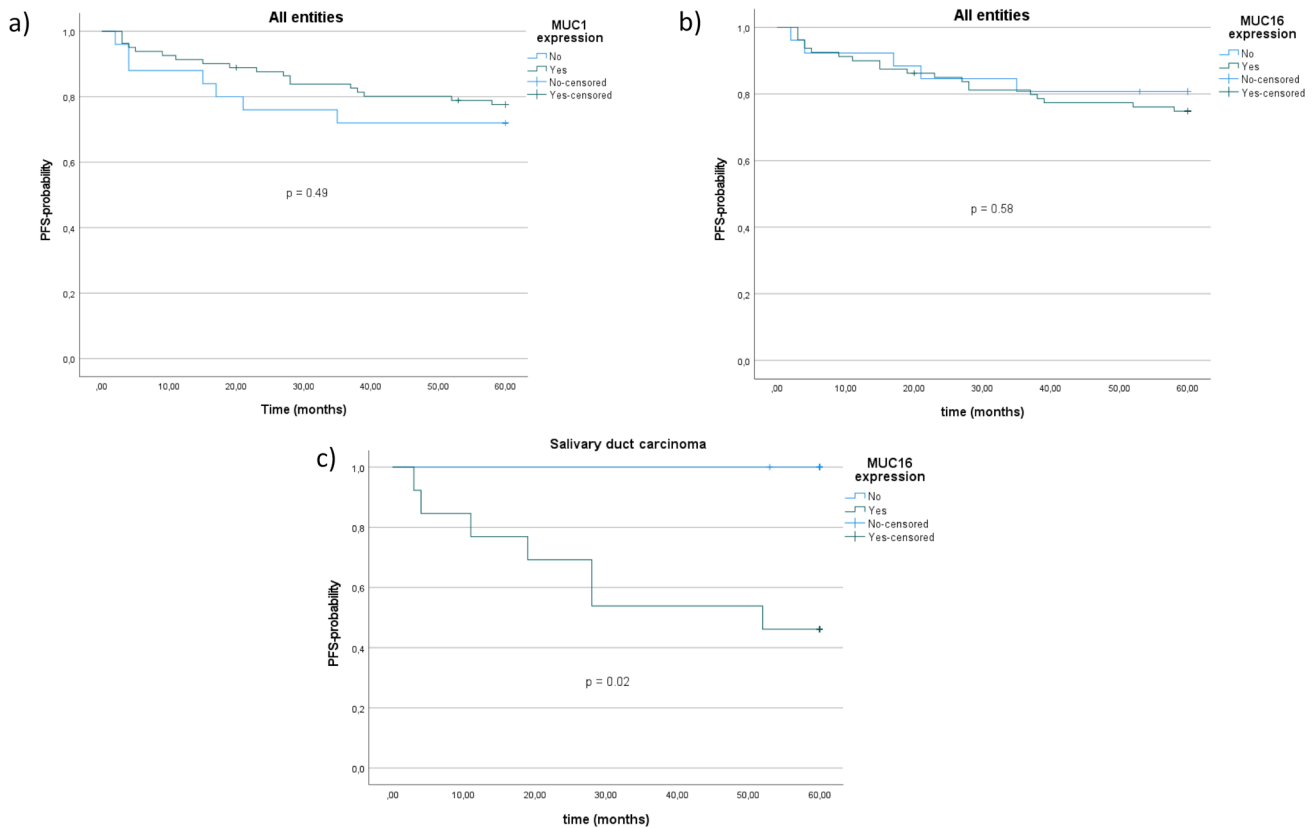 a)
All entities
MUC1
expression
No
Yes
No-censored
Yes-censored
1,0
0,8
0,6
0,4
0,2
0,0
PFS-probability
p = 0.49
,00
10,00
20,00
30,00
40,00
50,00
60,00
Time (months)
b)
All entities
MUC16
expression
No
Yes
No-censored
Yes-censored
1,0
0,8
0,6
0,4
0,2
0,0
PFS-probability
p = 0.58
,00
10,00
20,00
30,00
40,00
50,00
60,00
time (months)
c)
Salivary duct carcinoma
MUC16
expression
No
Yes
No-censored
Yes-censored
1,0
0,8
0,6
0,4
0,2
0,0
PFS-probability
p = 0.02
,00
10,00
20,00
30,00
40,00
50,00
60,00
time (months)